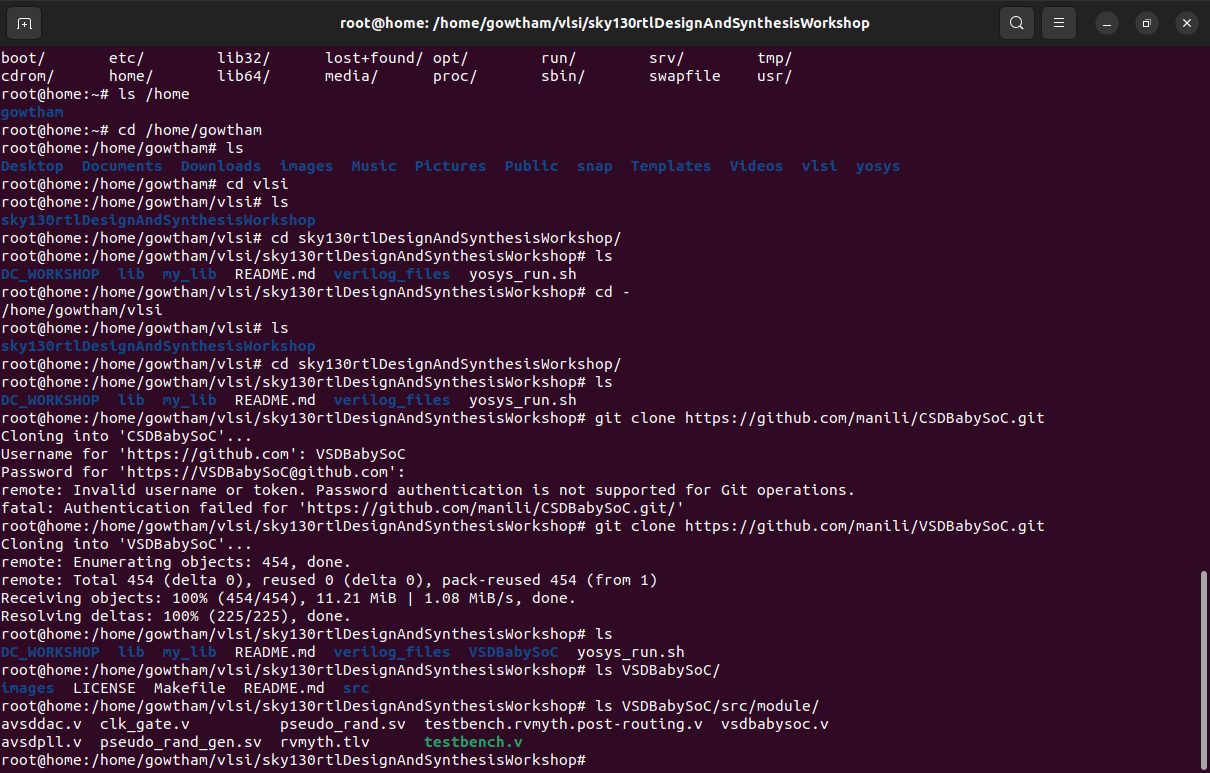 root@home: /home/gowtham/vlsi/sky130rtlDesignAndSynthesisWorkshop
boot/ etc/ lib32/ lost+found/ opt/ run/ srv/ tmp/
cdrom/ home/ lib64/ media/ proc/ sbin/ swapfile usr/
root@home:~# ls /home
gowtham
root@home:~# cd /home/gowtham
root@home:/home/gowtham# ls
Desktop Documents Downloads images Music Pictures Public snap Templates Videos vlsi yosys
root@home:/home/gowtham# cd vlsi
root@home:/home/gowtham/vlsi# ls
sky130rtlDesignAndSynthesisWorkshop
root@home:/home/gowtham/vlsi# cd sky130rtlDesignAndSynthesisWorkshop/
root@home:/home/gowtham/vlsi/sky130rtlDesignAndSynthesisWorkshop# ls
DC_WORKSHOP lib my_lib README.md verilog_files yosys_run.sh
root@home:/home/gowtham/vlsi/sky130rtlDesignAndSynthesisWorkshop# cd -
/home/gowtham/vlsi
root@home:/home/gowtham/vlsi# ls
sky130rtlDesignAndSynthesisWorkshop
root@home:/home/gowtham/vlsi# cd sky130rtlDesignAndSynthesisWorkshop/
root@home:/home/gowtham/vlsi/sky130rtlDesignAndSynthesisWorkshop# ls
DC_WORKSHOP lib my_lib README.md verilog_files yosys_run.sh
root@home:/home/gowtham/vlsi/sky130rtlDesignAndSynthesisWorkshop# git clone https://github.com/manili/CSDBabySoC.git
Cloning into 'CSDBabySoC'...
Username for 'https://github.com': VSDBabySoC
Password for 'https://VSDBabySoC@github.com':
remote: Invalid username or token. Password authentication is not supported for Git operations.
fatal: Authentication failed for 'https://github.com/manili/CSDBabySoC.git/'
root@home:/home/gowtham/vlsi/sky130rtlDesignAndSynthesisWorkshop# git clone https://github.com/manili/VSDBabySoC.git
Cloning into 'VSDBabySoC'...
remote: Enumerating objects: 454, done.
remote: Total 454 (delta 0), reused 0 (delta 0), pack-reused 454 (from 1)
Receiving objects: 100% (454/454), 11.21 MiB | 1.08 MiB/s, done.
Resolving deltas: 100% (225/225), done.
root@home:/home/gowtham/vlsi/sky130rtlDesignAndSynthesisWorkshop# ls
DC_WORKSHOP lib my_lib README.md verilog_files VSDBabySoC yosys_run.sh
root@home:/home/gowtham/vlsi/sky130rtlDesignAndSynthesisWorkshop# ls VSDBabySoC/
images LICENSE Makefile README.md src
root@home:/home/gowtham/vlsi/sky130rtlDesignAndSynthesisWorkshop# ls VSDBabySoC/src/module/
avsddac.v clk_gate.v pseudo_rand.sv testbench.rvmyth.post-routing.v vsdbabysoc.v
avsdpll.v pseudo_rand_gen.sv rvmyth.tlv testbench.v
root@home:/home/gowtham/vlsi/sky130rtlDesignAndSynthesisWorkshop#